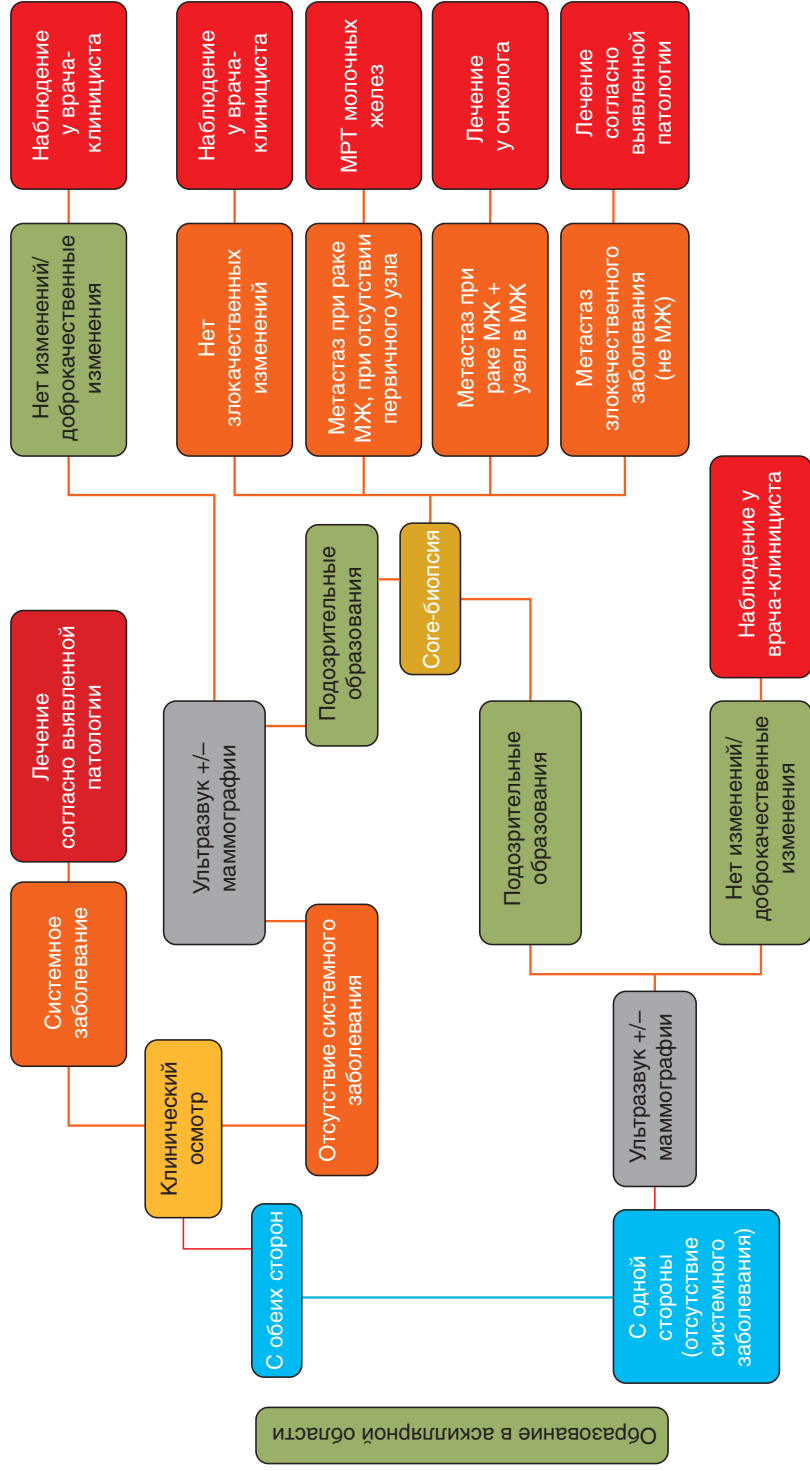 Образование в аскиллярной области
С обеих сторон
С одной
стороны
(отсутствие
системного
заболевания)
Клинический
осмотр
Системное
заболевание
Лечение
согласно выявленной
патологии
Отсутствие системного
заболевания
Ультразвук +/–
маммографии
Нет изменений/
доброкачественные
изменения
Наблюдение
у врача-
клинициста
Подозрительные
образования
Core-биопсия
Нет
злокачественных
изменений
Наблюдение
у врача-
клинициста
Метастаз при раке
МЖ, при отсутствии
первичного узла
МРТ молочных
желез
Метастаз при
раке МЖ +
узел в МЖ
Лечение
у онколога
Метастаз
злокачественного
заболевания
(не МЖ)
Лечение
согласно
выявленной
патологии
Ультразвук +/–
маммографии
Подозрительные
образования
Нет изменений/
доброкачественные
изменения
Наблюдение у
врача-клинициста